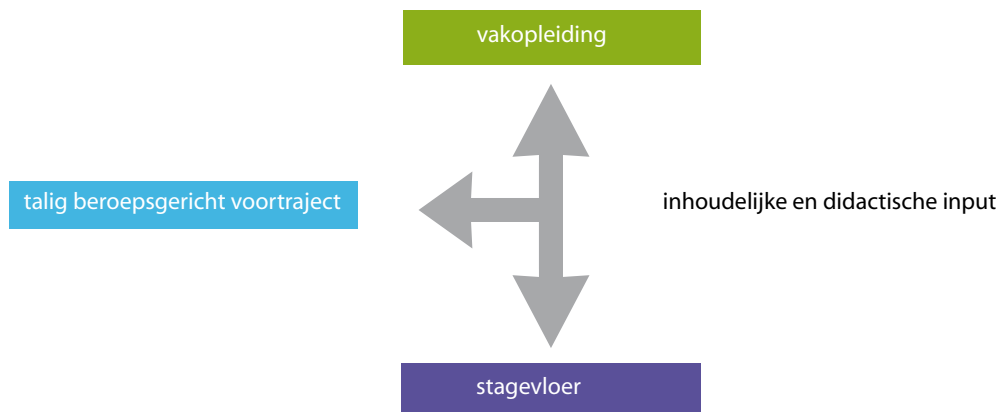 vakopleiding
talig beroepsgericht voortraject
inhoudelijke en didactische input
stagevloer